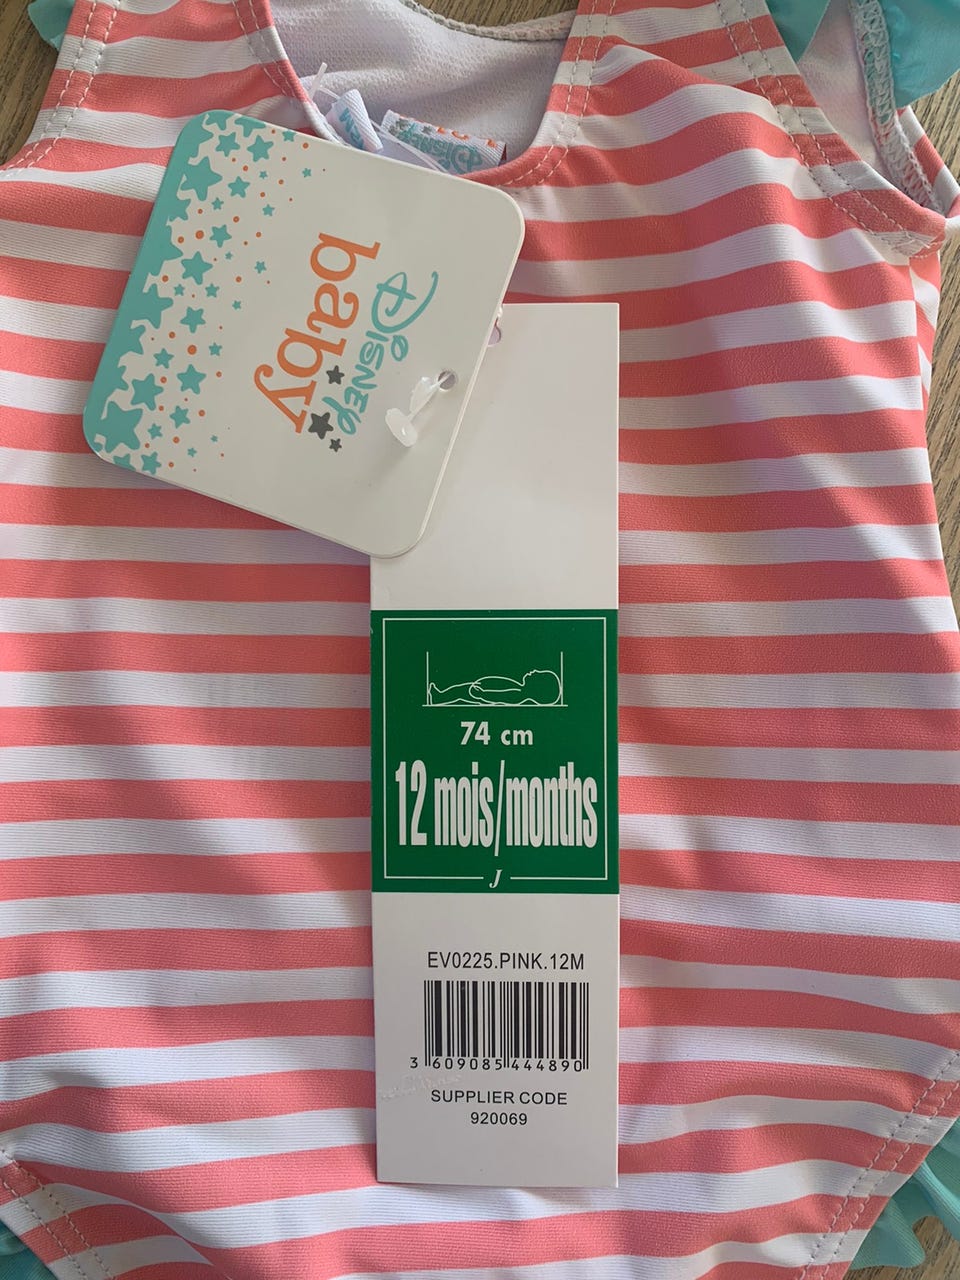 Disney
baby
74 cm
12 mois/months
J
EV0225.PINK.12M
3 609085 444890
SUPPLIER CODE
920069